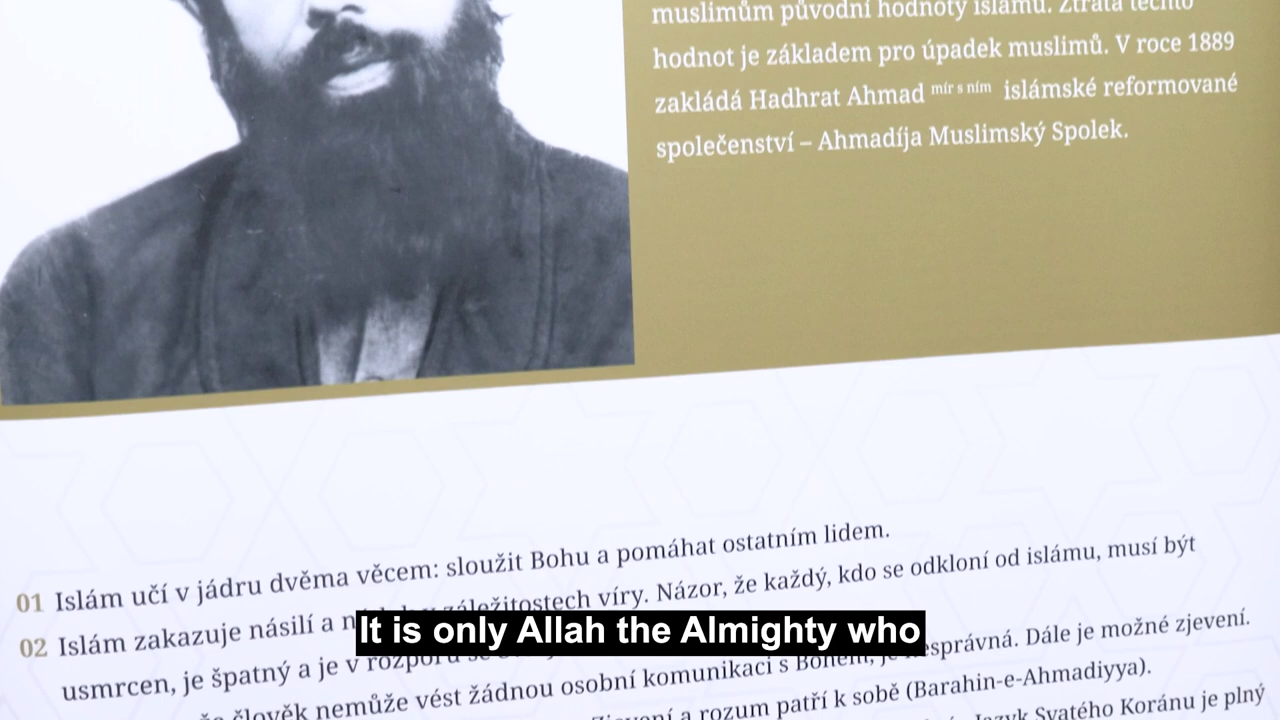 muslimům původní hodnoty islámu. Ztráta těchto
hodnot je základem pro úpadek muslimů. V roce 1889
zakládá Hadhrat Ahmad mír s ním islámské reformované
společenství – Ahmadíja Muslimský Spolek.
01 Islám učí v jádru dvěma věcem: sloužit Bohu a pomáhat ostatním lidem.
02 Islám zakazuje násilí a v záležitostech víry. Názor, že každý, kdo se odkloní od islámu, musí být
usmrcen, je špatný a je v rozporu
It is only Allah the Almighty who
člověk nemůže vést žádnou osobní komunikaci s Bohem, je nesprávná. Dále je možné zjevení.
Zjevení a rozum patří k sobě (Barahin-e-Ahmadiyya).
Jazyk Svatého Koránu je plný